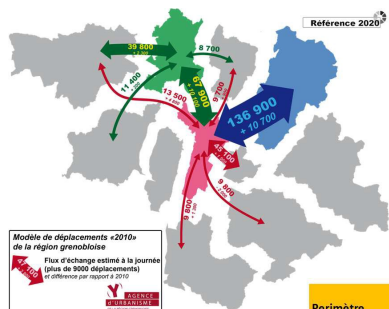 Référence 2020
39 800
8 700
11 400
67 900
+ 10
9 700
13 500
136 900
+ 10 700
45 100
9 800
9 800
Modèle de déplacements «2010»
de la région grenobloise
Flux d'échange estimé à la journée
(plus de 9000 déplacements)
et différence par rapport à 2010
AGENCE
D'URBANISME
Périmètre